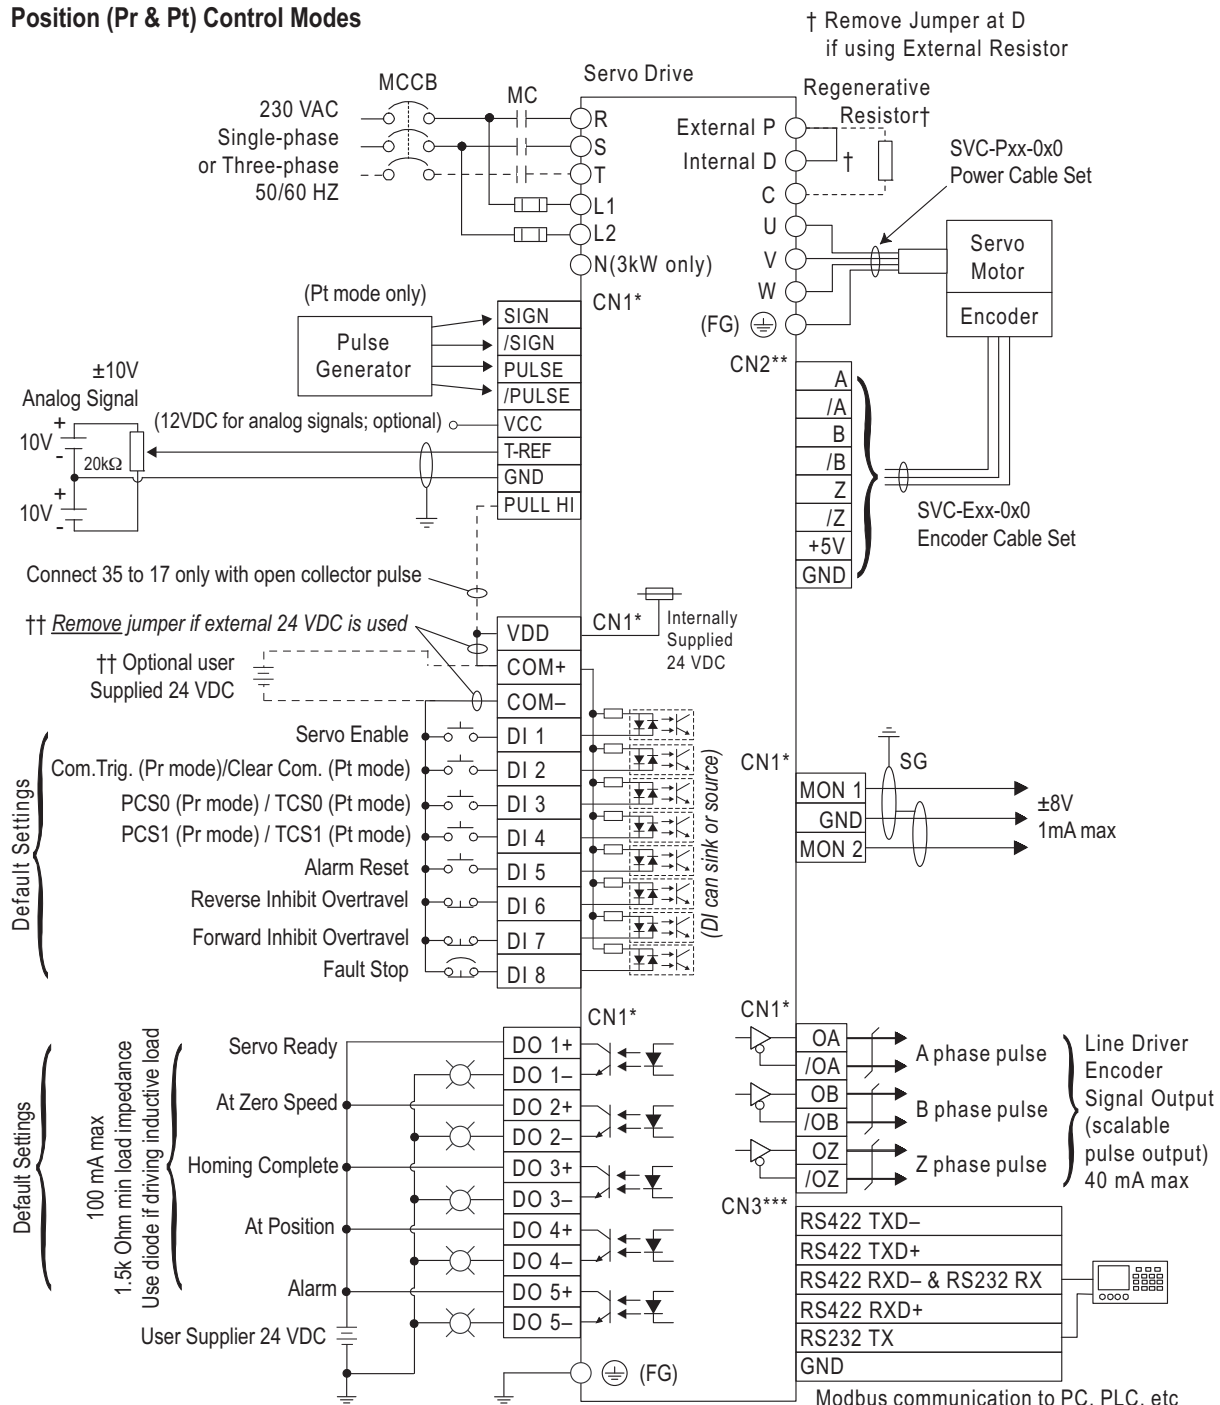 Position (Pr & Pt) Control Modes
† Remove Jumper at D
if using External Resistor
MCCB
MC
Servo Drive
230 VAC
Single-phase
or Three-phase
50/60 HZ
R
S
T
L1
L2
N(3kW only)
External P
Internal D
C
U
V
W
(FG)
Regenerative
Resistor†
†
SVC-Pxx-0x0
Power Cable Set
Servo
Motor
Encoder
(Pt mode only)
Pulse
Generator
CN1*
SIGN
/SIGN
PULSE
/PULSE
VCC
T-REF
GND
PULL HI
±10V
Analog Signal
(12VDC for analog signals; optional)
+
10V
-
20kΩ
+
10V
-
CN2**
A
/A
B
/B
Z
/Z
+5V
GND
SVC-Exx-0x0
Encoder Cable Set
Connect 35 to 17 only with open collector pulse
†† Remove jumper if external 24 VDC is used
†† Optional user
Supplied 24 VDC
CN1*
Internally
Supplied
24 VDC
VDD
COM+
COM–
DI 1
DI 2
DI 3
DI 4
DI 5
DI 6
DI 7
DI 8
Default Settings
Servo Enable
Com.Trig. (Pr mode)/Clear Com. (Pt mode)
PCS0 (Pr mode) / TCS0 (Pt mode)
PCS1 (Pr mode) / TCS1 (Pt mode)
Alarm Reset
Reverse Inhibit Overtravel
Forward Inhibit Overtravel
Fault Stop
(DI can sink or source)
CN1*
SG
MON 1
GND
MON 2
±8V
1mA max
Default Settings
100 mA max
1.5k Ohm min load impedance
Use diode if driving inductive load
Servo Ready
At Zero Speed
Homing Complete
At Position
Alarm
User Supplier 24 VDC
CN1*
DO 1+
DO 1–
DO 2+
DO 2–
DO 3+
DO 3–
DO 4+
DO 4–
DO 5+
DO 5–
(FG)
CN1*
OA
/OA
OB
/OB
OZ
/OZ
A phase pulse
B phase pulse
Z phase pulse
Line Driver
Encoder
Signal Output
(scalable
pulse output)
40 mA max
CN3***
RS422 TXD–
RS422 TXD+
RS422 RXD– & RS232 RX
RS422 RXD+
RS232 TX
GND
Modbus communication to PC, PLC, etc